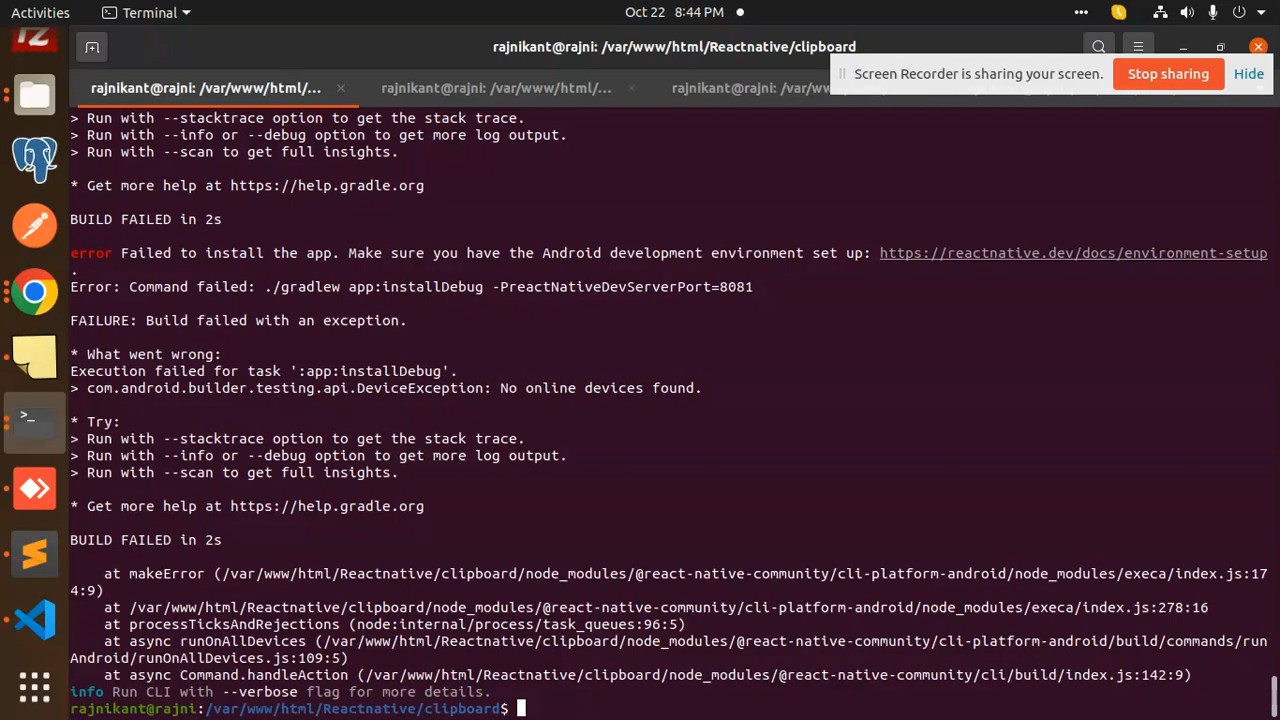 Activities
Terminal
Oct 22 8:44 PM
rajnikant@rajni: /var/www/html/Reactnative/clipboard
Screen Recorder is sharing your screen.
Stop sharing
Hide
rajnikant@rajni: /var/www/html/...
rajnikant@rajni: /var/www/html/...
rajnikant@rajni: /var/ww
> Run with --stacktrace option to get the stack trace.
> Run with --info or --debug option to get more log output.
> Run with --scan to get full insights.
* Get more help at https://help.gradle.org
BUILD FAILED in 2s
error Failed to install the app. Make sure you have the Android development environment set up: https://reactnative.dev/docs/environment-setup
.
Error: Command failed: ./gradlew app:installDebug -PreactNativeDevServerPort=8081
FAILURE: Build failed with an exception.
* What went wrong:
Execution failed for task ':app:installDebug'.
> com.android.builder.testing.api.DeviceException: No online devices found.
* Try:
> Run with --stacktrace option to get the stack trace.
> Run with --info or --debug option to get more log output.
> Run with --scan to get full insights.
* Get more help at https://help.gradle.org
BUILD FAILED in 2s
at makeError (/var/www/html/Reactnative/clipboard/node_modules/@react-native-community/cli-platform-android/node_modules/execa/index.js:17
4:9)
at /var/www/html/Reactnative/clipboard/node_modules/@react-native-community/cli-platform-android/node_modules/execa/index.js:278:16
at processTicksAndRejections (node:internal/process/task_queues:96:5)
at async runOnAllDevices (/var/www/html/Reactnative/clipboard/node_modules/@react-native-community/cli-platform-android/build/commands/run
Android/runOnAllDevices.js:109:5)
at async Command.handleAction (/var/www/html/Reactnative/clipboard/node_modules/@react-native-community/cli/build/index.js:142:9)
info Run CLI with --verbose flag for more details.
rajnikant@rajni:/var/www/html/Reactnative/clipboard$